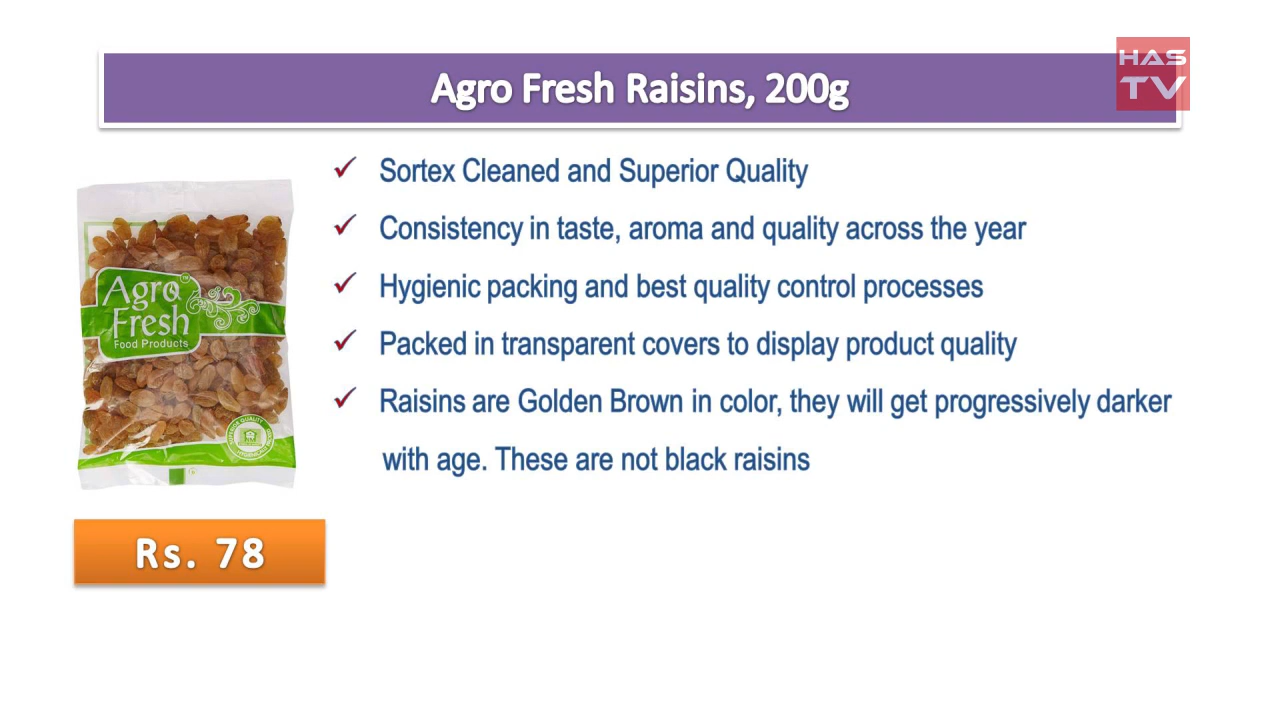 HAS
TV
Agro Fresh Raisins, 200g
Sortex Cleaned and Superior Quality
Consistency in taste, aroma and quality across the year
Hygienic packing and best quality control processes
Packed in transparent covers to display product quality
Raisins are Golden Brown in color, they will get progressively darker
with age. These are not black raisins
Agro
Fresh
Food Products
Rs. 78